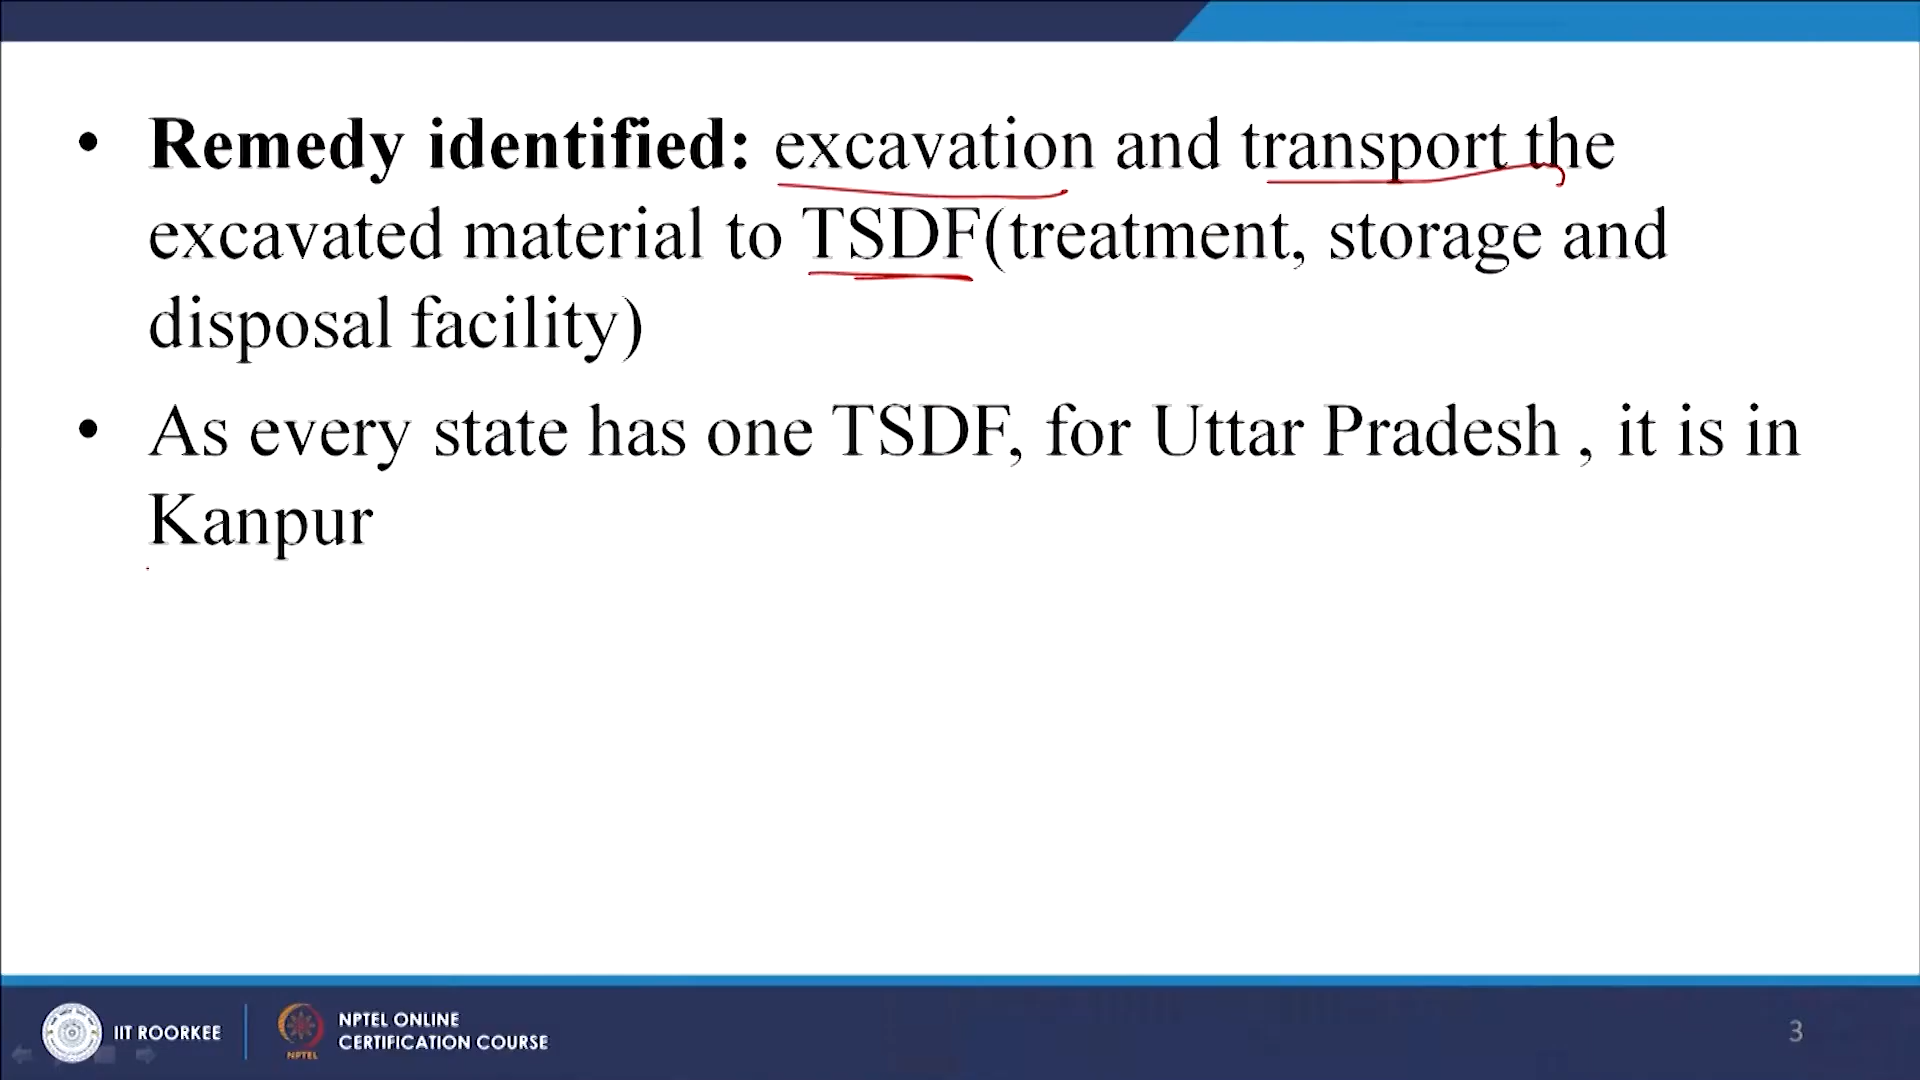 • Remedy identified: excavation and transport the
excavated material to TSDF(treatment, storage and
disposal facility)
• As every state has one TSDF, for Uttar Pradesh , it is in
Kanpur
IIT ROORKEE
NPTEL
NPTEL ONLINE
CERTIFICATION COURSE
3